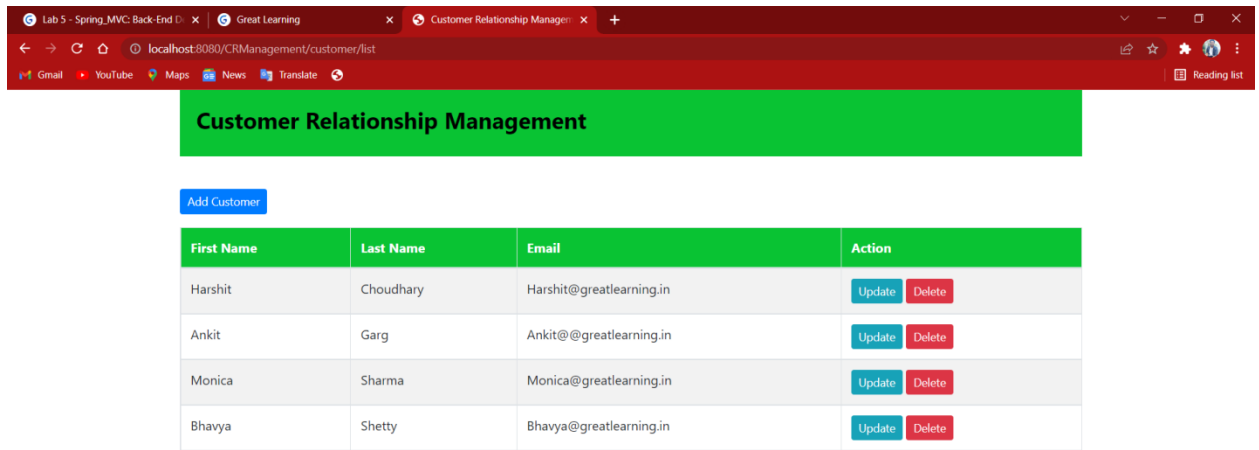 Lab 5 - Spring_MVC: Back-End D
Great Learning
Customer Relationship Managem
localhost:8080/CRManagement/customer/list
Gmail YouTube Maps News Translate Reading list
Customer Relationship Management
Add Customer
First Name Last Name Email Action
Harshit Choudhary Harshit@greatlearning.in Update Delete
Ankit Garg Ankit@@greatlearning.in Update Delete
Monica Sharma Monica@greatlearning.in Update Delete
Bhavya Shetty Bhavya@greatlearning.in Update Delete